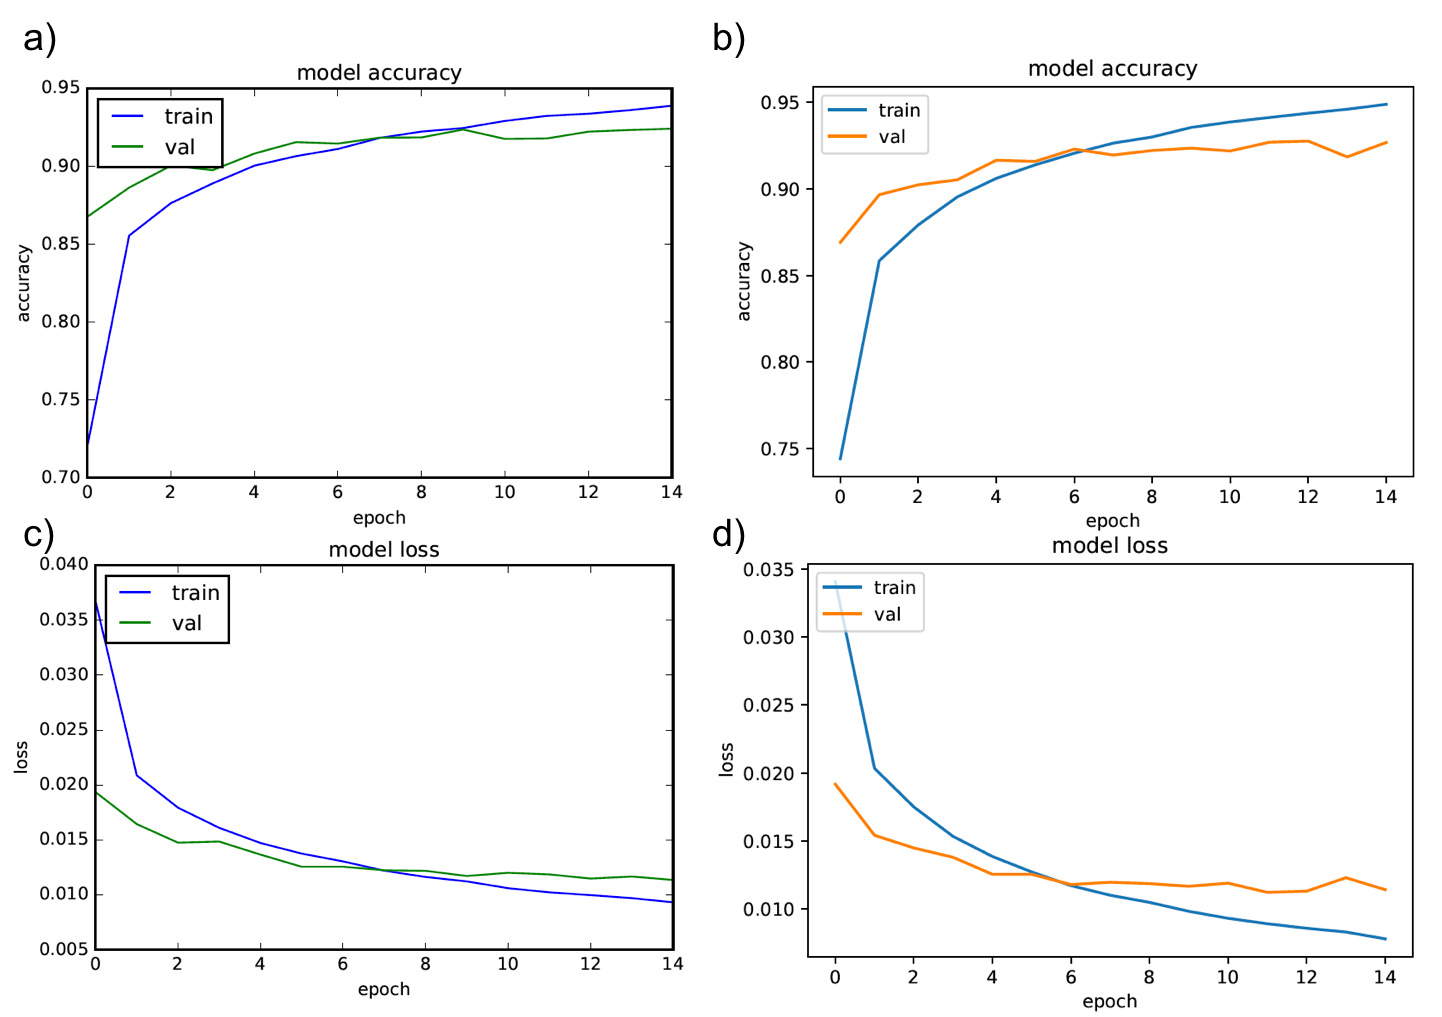 a)
model accuracy
train
val
0.95
0.90
0.85
0.80
0.75
0.70
accuracy
0 2 4 6 8 10 12 14
epoch
b)
model accuracy
train
val
0.95
0.90
0.85
0.80
0.75
accuracy
0 2 4 6 8 10 12 14
epoch
c)
model loss
train
val
0.040
0.035
0.030
0.025
0.020
0.015
0.010
0.005
loss
0 2 4 6 8 10 12 14
epoch
d)
model loss
train
val
0.035
0.030
0.025
0.020
0.015
0.010
loss
0 2 4 6 8 10 12 14
epoch